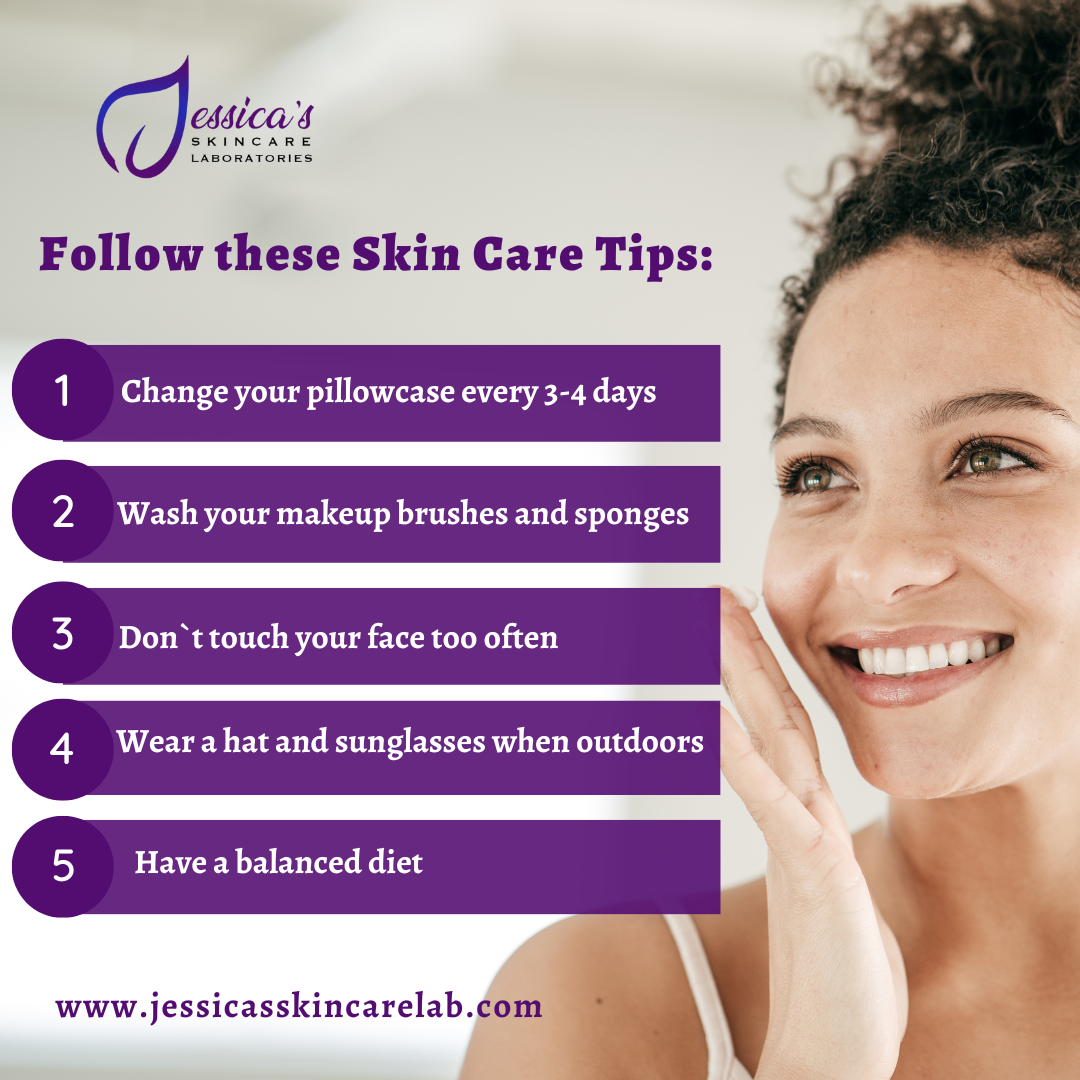 Jessica's
SKINCARE
LABORATORIES
Follow these Skin Care Tips:
1 Change your pillowcase every 3-4 days
2 Wash your makeup brushes and sponges
3 Don`t touch your face too often
4 Wear a hat and sunglasses when outdoors
5 Have a balanced diet
www.jessicasskincarelab.com